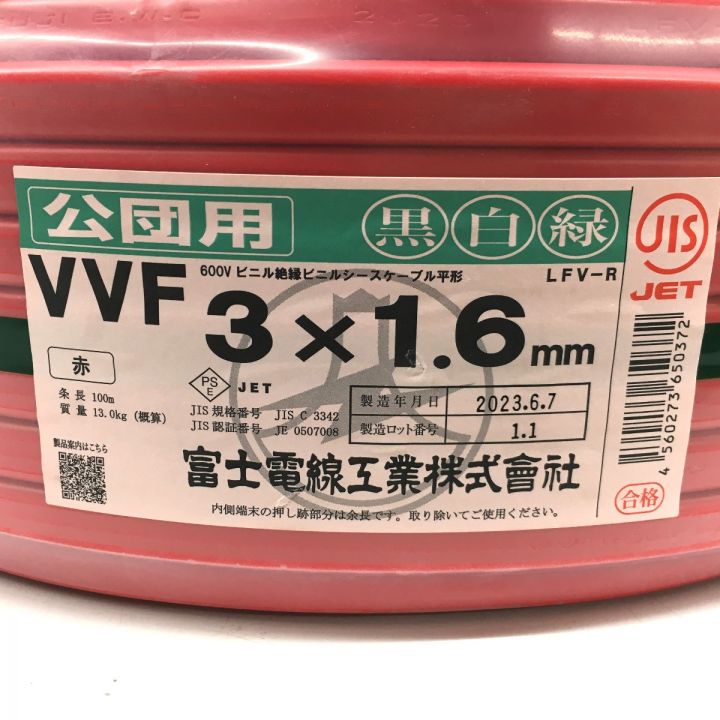 FUJI E.W.C 2023
公団用 黒 白 緑
600V ビニル絶縁ビニルシースケーブル平形 LFV-R
VVF 3×1.6mm
赤
条長 100m
質量 13.0kg (概算)
製品案内はこちら
PS E JET
JIS 規格番号 JIS C 3342
JIS 認証番号 JE 0507008
製造年月日 2023.6.7
製造ロット番号 1.1
富士電線工業株式會社
内側端末の押し跡部分は余長です。取り除いてご使用ください。
JIS
JET
4 560273 650372
合格